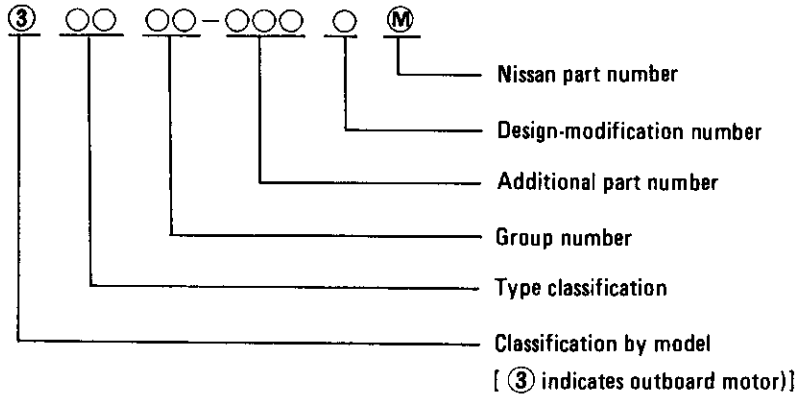 ③ ○○ ○○-○○○ ○ Ⓜ
Nissan part number
Design-modification number
Additional part number
Group number
Type classification
Classification by model
[ ③ indicates outboard motor)]